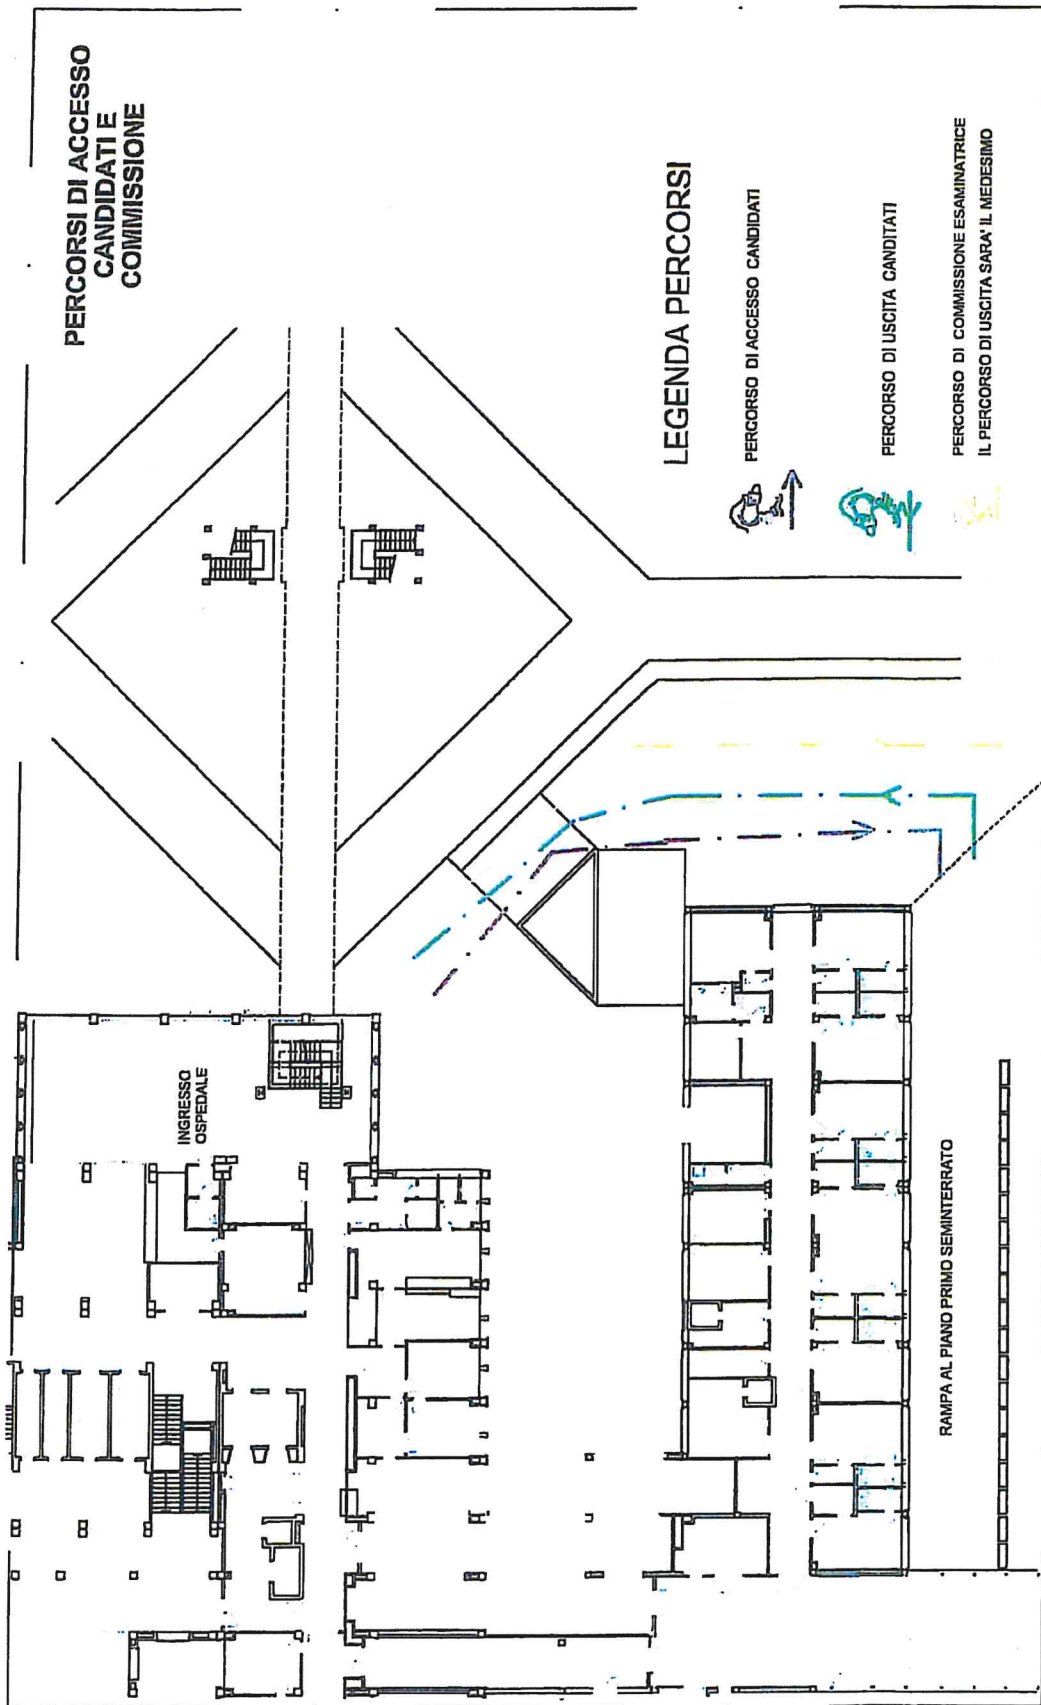 PERCORSI DI ACCESSO
CANDIDATI E
COMMISSIONE
INGRESSO
OSPEDALE
LEGENDA PERCORSI
PERCORSO DI ACCESSO CANDIDATI
PERCORSO DI USCITA CANDITATI
PERCORSO DI COMMISSIONE ESAMINATRICE
IL PERCORSO DI USCITA SARA' IL MEDESIMO
RAMPA AL PIANO PRIMO SEMINTERRATO